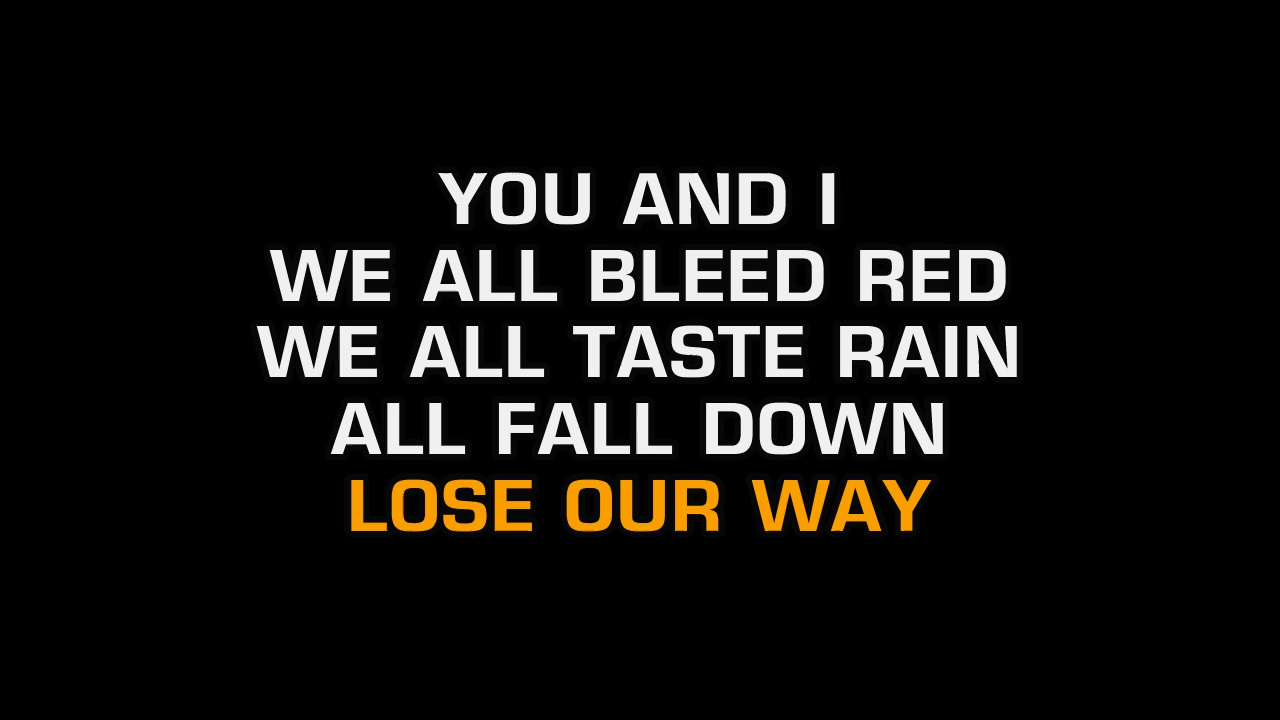 YOU AND I
WE ALL BLEED RED
WE ALL TASTE RAIN
ALL FALL DOWN
LOSE OUR WAY